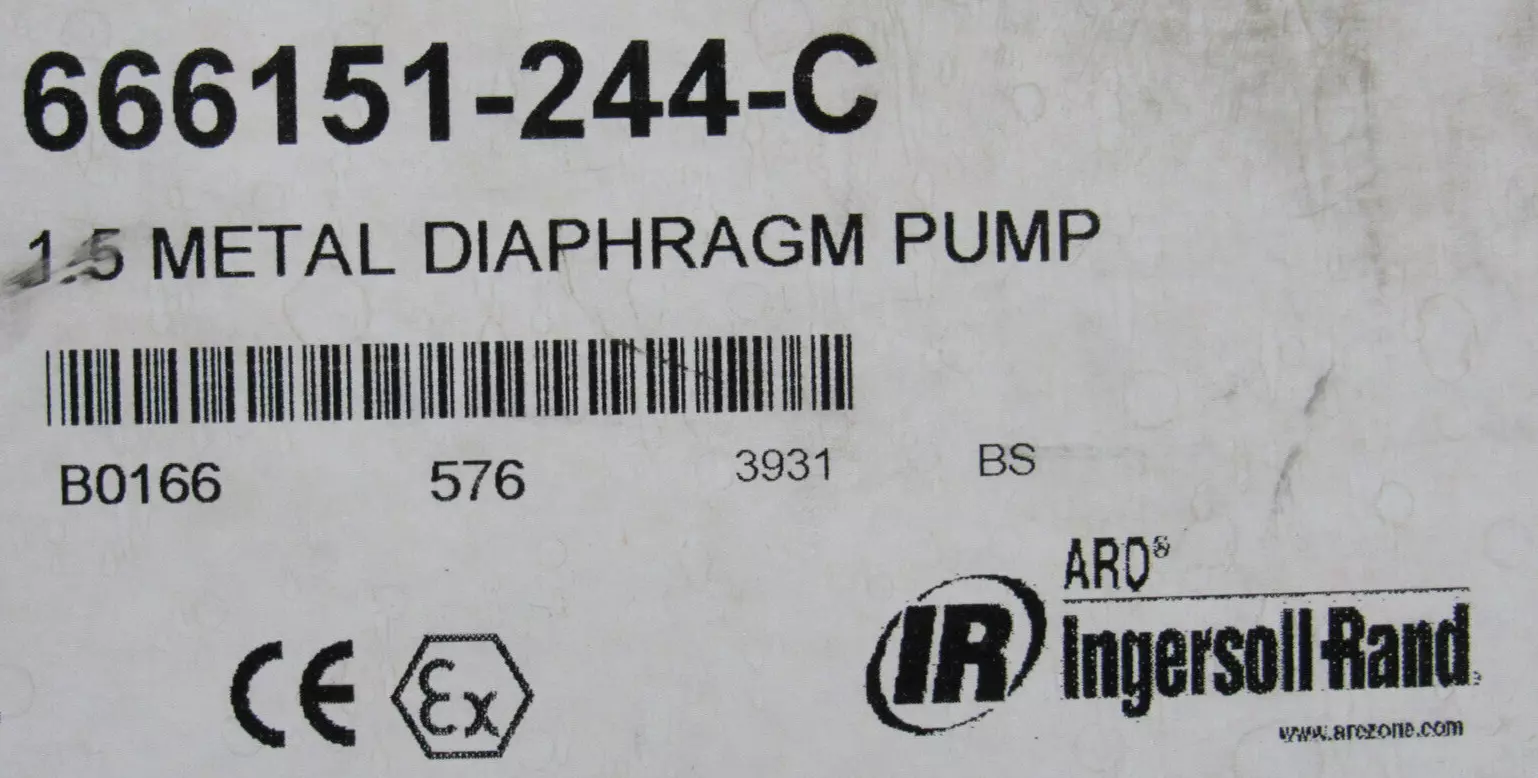 666151-244-C
1.5 METAL DIAPHRAGM PUMP
B0166 576 3931 BS
CE Ex
ARO®
IR Ingersoll-Rand
www.arozone.com